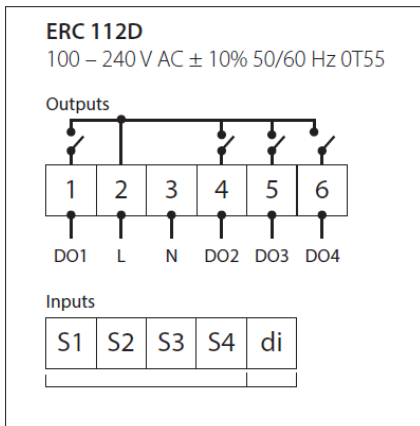 ERC 112D
100 – 240 V AC ± 10% 50/60 Hz 0T55
Outputs
1 2 3 4 5 6
DO1 L N DO2 DO3 DO4
Inputs
S1 S2 S3 S4 di